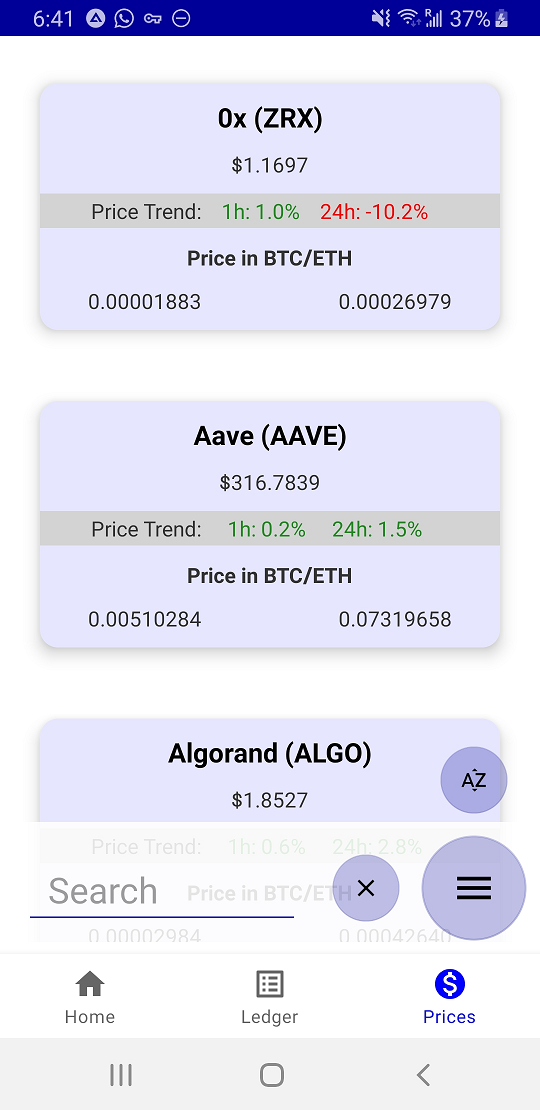 6:41 R 37%
0x (ZRX)
$1.1697
Price Trend: 1h: 1.0% 24h: -10.2%
Price in BTC/ETH
0.00001883 0.00026979
Aave (AAVE)
$316.7839
Price Trend: 1h: 0.2% 24h: 1.5%
Price in BTC/ETH
0.00510284 0.07319658
Algorand (ALGO)
AZ
$1.8527
Price Trend: 1h: 0.6% 24h: 2.8%
Search
Price in BTC/ETH
0.00002984 0.00042640
Home Ledger Prices